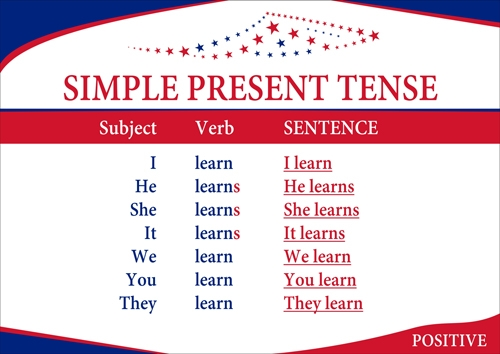 SIMPLE PRESENT TENSE
Subject Verb SENTENCE
I learn I learn
He learns He learns
She learns She learns
It learns It learns
We learn We learn
You learn You learn
They learn They learn
POSITIVE